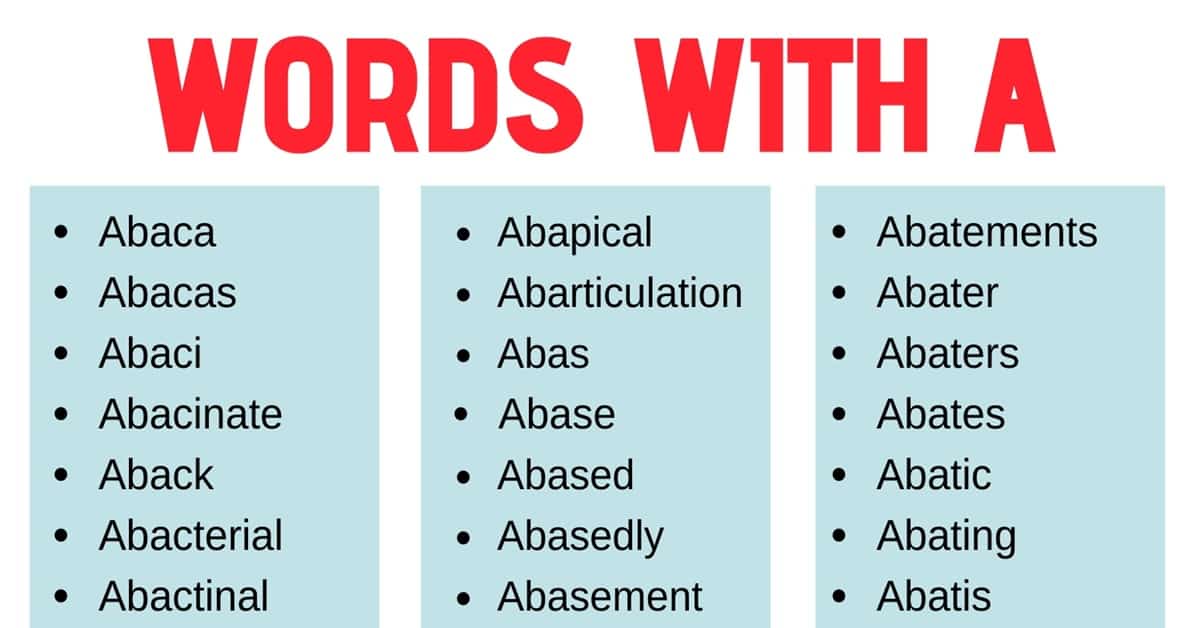 WORDS WITH A
• Abaca
• Abacas
• Abaci
• Abacinate
• Aback
• Abacterial
• Abactinal
• Abapical
• Abarticulation
• Abas
• Abase
• Abased
• Abasedly
• Abasement
• Abatements
• Abater
• Abaters
• Abates
• Abatic
• Abating
• Abatis